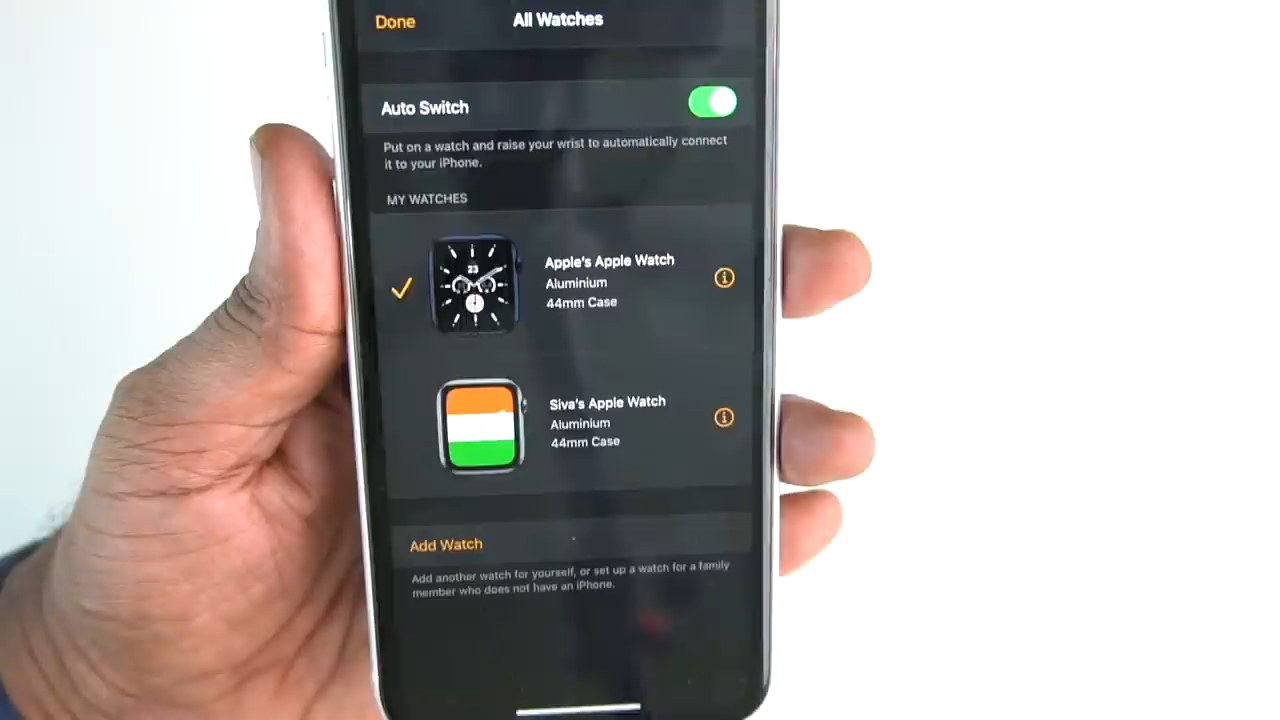 Done
All Watches
Auto Switch
Put on a watch and raise your wrist to automatically connect
it to your iPhone.
MY WATCHES
23
Apple's Apple Watch
Aluminium
44mm Case
Siva's Apple Watch
Aluminium
44mm Case
Add Watch
Add another watch for yourself, or set up a watch for a family
member who does not have an iPhone.